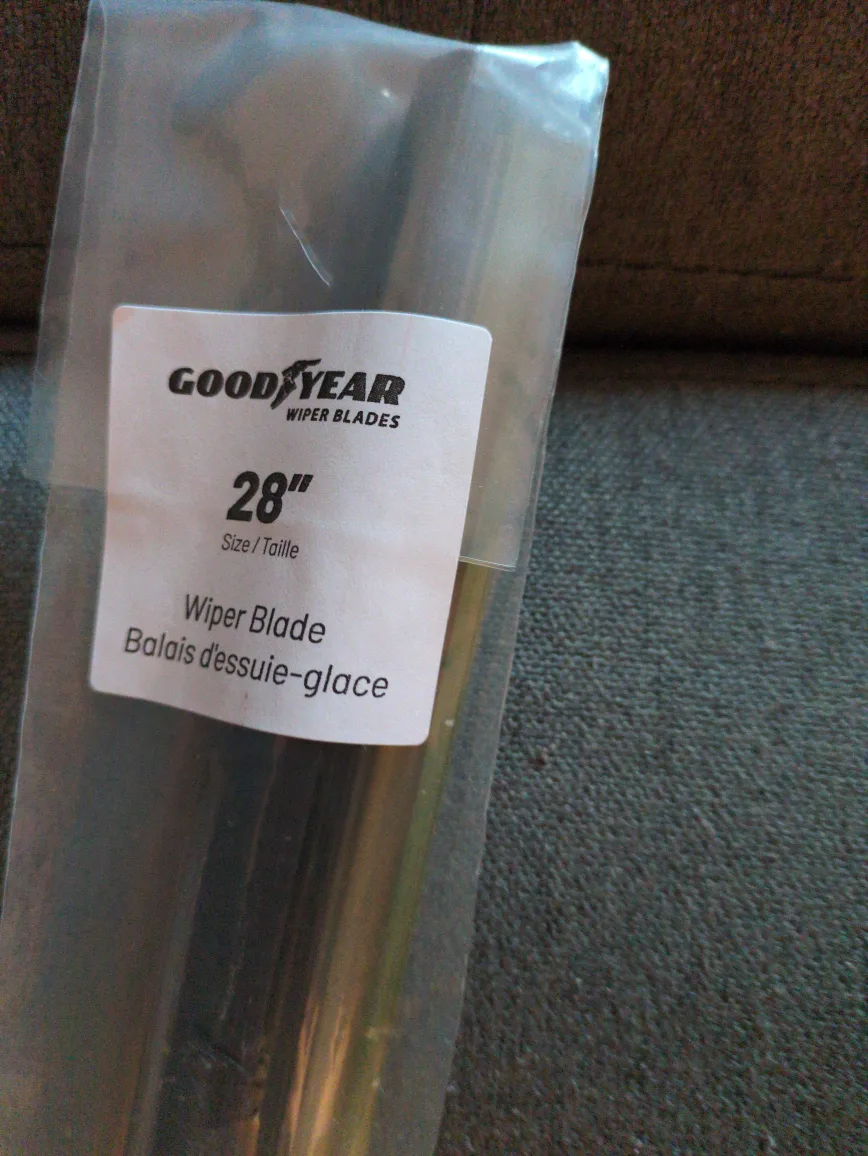 GOODYEAR
WIPER BLADES
28"
Size / Taille
Wiper Blade
Balais d'essuie-glace